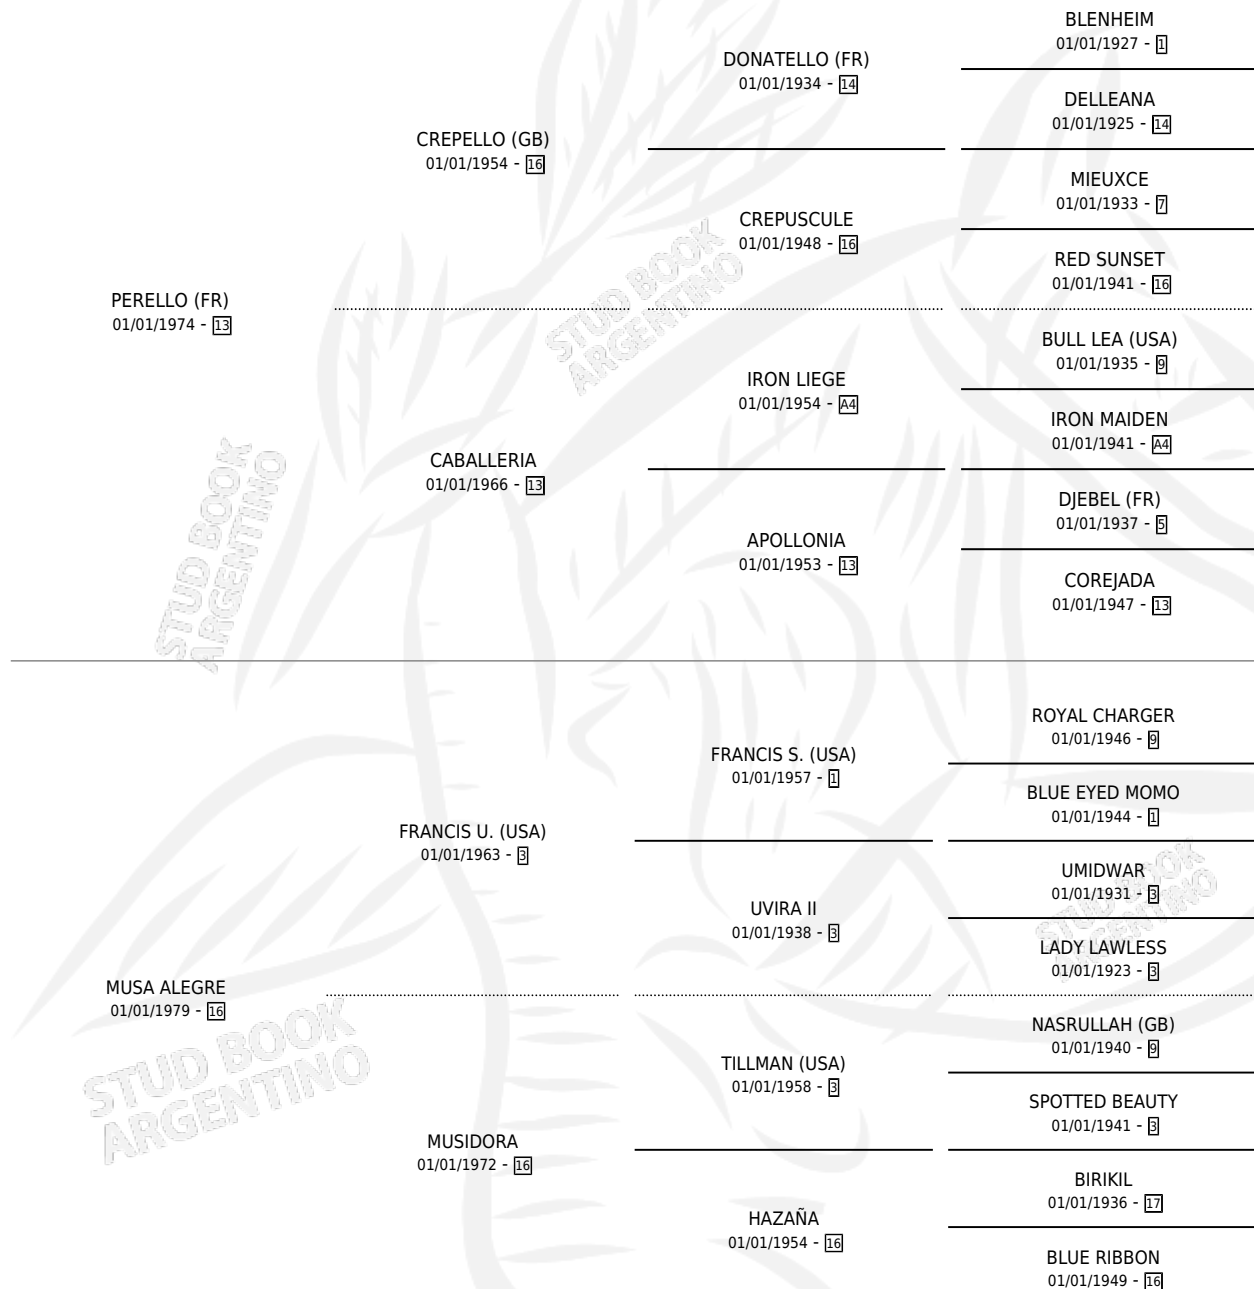 BLENHEIM
01/01/1927 - 1
DONATELLO (FR)
01/01/1934 - 14
DELLEANA
01/01/1925 - 14
CREPELLO (GB)
01/01/1954 - 16
MIEUXCE
01/01/1933 - 7
CREPUSCULE
01/01/1948 - 16
RED SUNSET
01/01/1941 - 16
PERELLO (FR)
01/01/1974 - 13
STUD BOOK
ARGENTINO
BULL LEA (USA)
01/01/1935 - 9
IRON LIEGE
01/01/1954 - A4
IRON MAIDEN
01/01/1941 - A4
CABALLERIA
01/01/1966 - 13
DJEBEL (FR)
01/01/1937 - 5
APOLLONIA
01/01/1953 - 13
COREJADA
01/01/1947 - 13
STUD BOOK
ARGENTINO
ROYAL CHARGER
01/01/1946 - 9
FRANCIS S. (USA)
01/01/1957 - 1
BLUE EYED MOMO
01/01/1944 - 1
FRANCIS U. (USA)
01/01/1963 - 3
UMIDWAR
01/01/1931 - 3
UVIRA II
01/01/1938 - 3
LADY LAWLESS
01/01/1923 - 3
STUD BOOK
ARGENTINO
MUSA ALEGRE
01/01/1979 - 16
NASRULLAH (GB)
01/01/1940 - 9
TILLMAN (USA)
01/01/1958 - 3
SPOTTED BEAUTY
01/01/1941 - 3
STUD BOOK
ARGENTINO
MUSIDORA
01/01/1972 - 16
BIRIKIL
01/01/1936 - 17
HAZAÑA
01/01/1954 - 16
BLUE RIBBON
01/01/1949 - 16